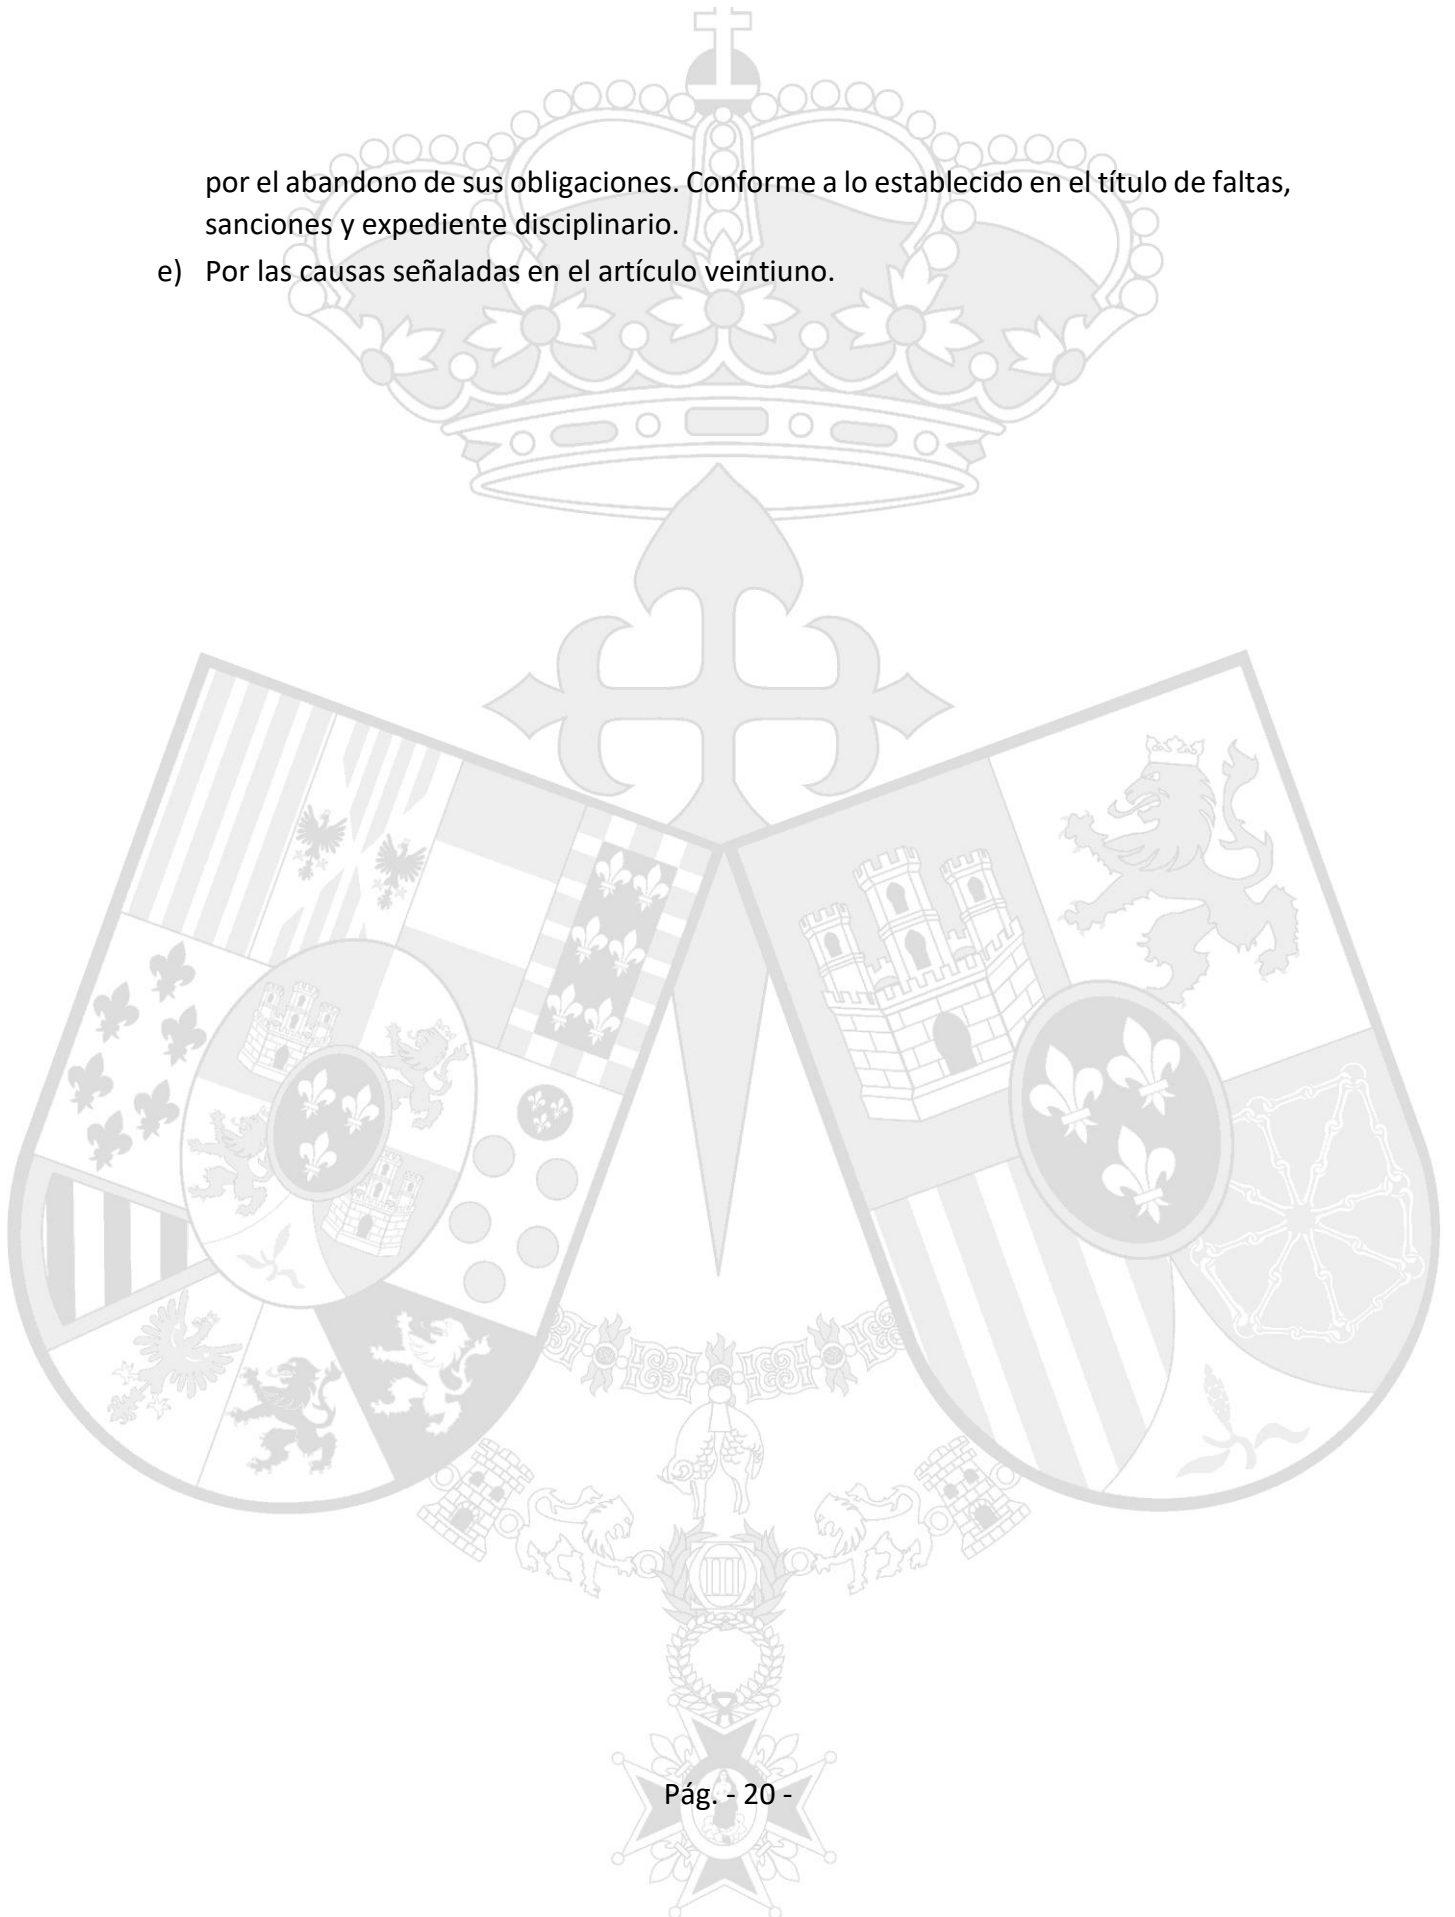 por el abandono de sus obligaciones. Conforme a lo establecido en el título de faltas,
sanciones y expediente disciplinario.
e) Por las causas señaladas en el artículo veintiuno.
Pág. - 20 -